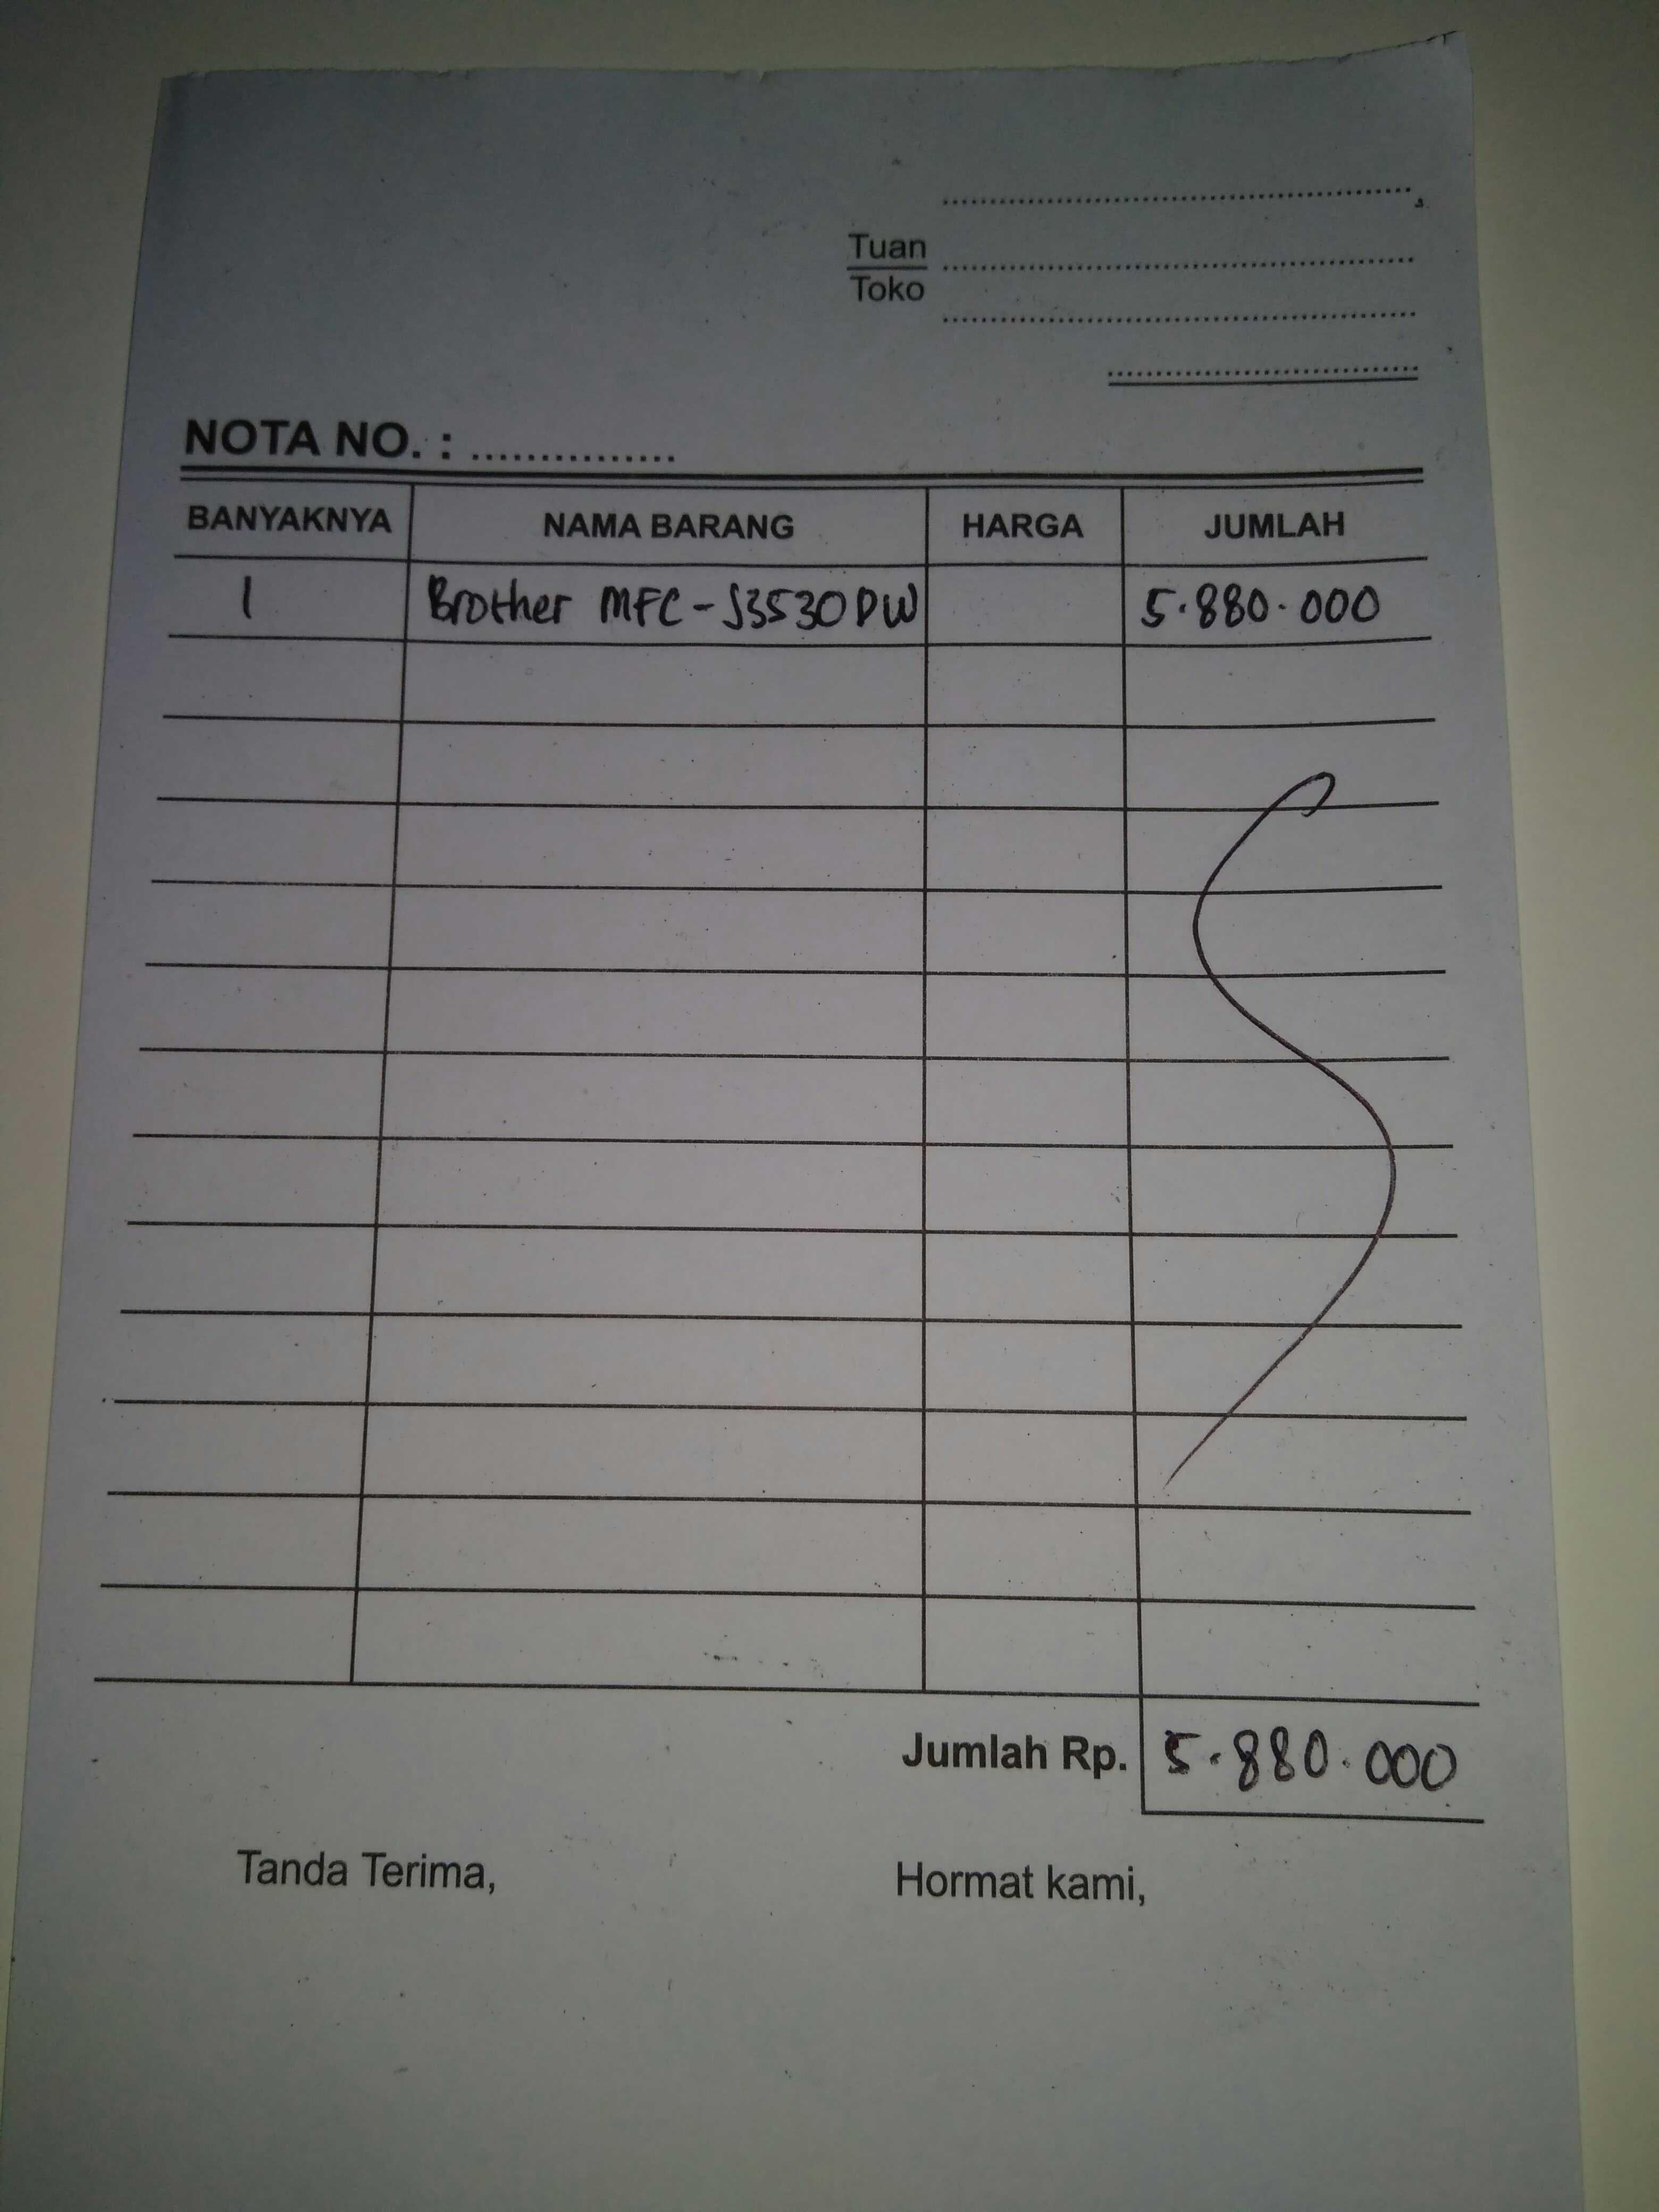 Tuan
Toko
NOTA NO. : ...............
BANYAKNYA NAMA BARANG HARGA JUMLAH
1 Brother MFC-J3530DW 5.880.000
Jumlah Rp. 5.880.000
Tanda Terima, Hormat kami,